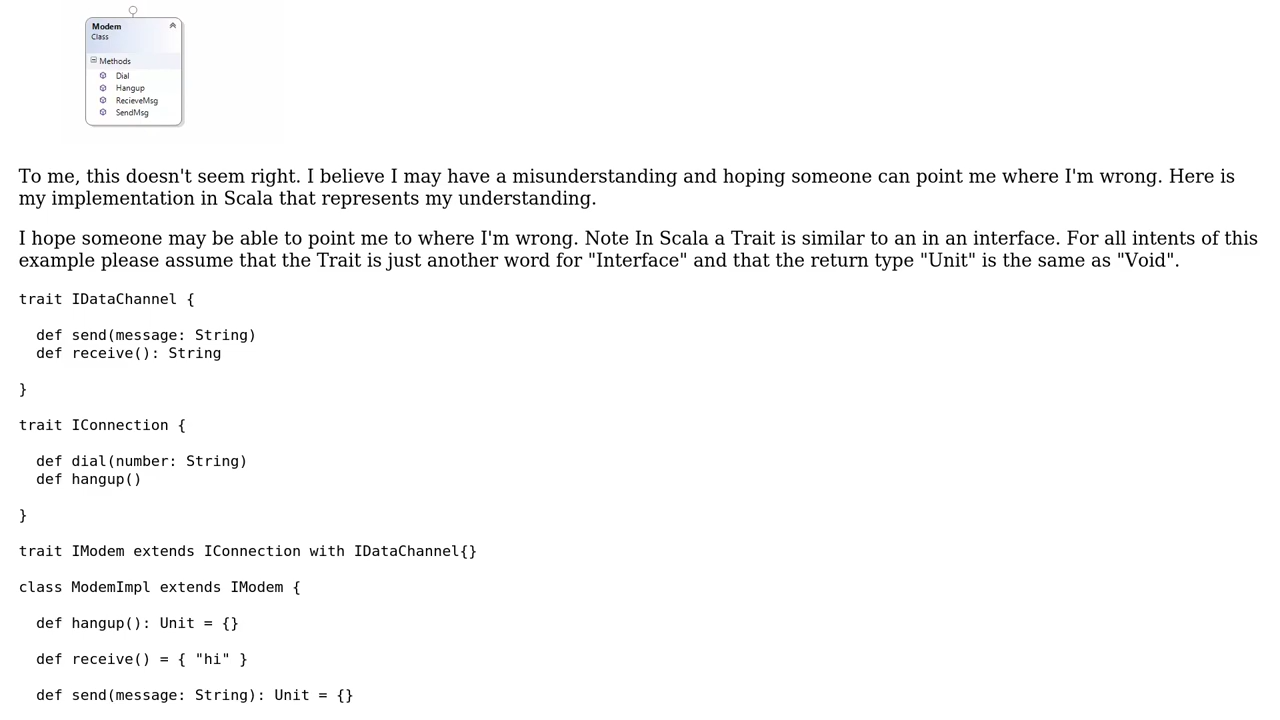 Modem
Class
Methods
Dial
Hangup
RecieveMsg
SendMsg
To me, this doesn't seem right. I believe I may have a misunderstanding and hoping someone can point me where I'm wrong. Here is
my implementation in Scala that represents my understanding.
I hope someone may be able to point me to where I'm wrong. Note In Scala a Trait is similar to an in an interface. For all intents of this
example please assume that the Trait is just another word for "Interface" and that the return type "Unit" is the same as "Void".
trait IDataChannel {
def send(message: String)
def receive(): String
}
trait IConnection {
def dial(number: String)
def hangup()
}
trait IModem extends IConnection with IDataChannel{}
class ModemImpl extends IModem {
def hangup(): Unit = {}
def receive() = { "hi" }
def send(message: String): Unit = {}